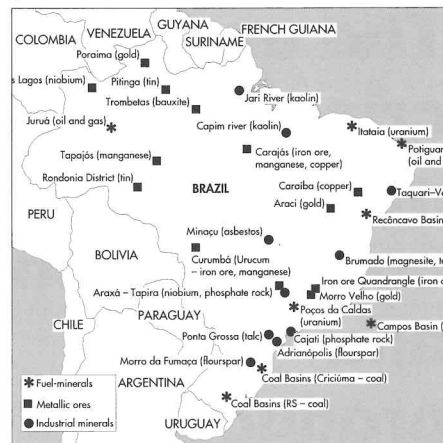 FRENCH GUIANA
GUYANA
VENEZUELA
SURINAME
COLOMBIA
Poraima (gold)
s Lagos (niobium)
Pitinga (tin)
Trombetas (bauxite)
Jari River (kaolin)
Juruá (oil and gas)
Capim river (kaolin)
Itataia (uranium)
Potiguar
(oil and
Tapajós (manganese)
Carajás (iron ore,
manganese, copper)
Rondonia District (tin)
BRAZIL
Caraíba (copper)
Taquari–Va
Araci (gold)
PERU
Recôncavo Basin
Minaçu (asbestos)
BOLIVIA
Curumbá (Urucum
– iron ore, manganese)
Brumado (magnesite, t
Iron ore Quandrangle (iron o
Araxá – Tapira (niobium, phosphate rock)
Morro Velho (gold)
Poços da Caldas
(uranium)
PARAGUAY
Campos Basin (
CHILE
Ponta Grossa (talc)
Cajati (phosphate rock)
Adrianópolis (flourspar)
Morro da Fumaça (flourspar)
Coal Basins (Criciúma – coal)
ARGENTINA
Coal Basins (RS – coal)
URUGUAY
Fuel-minerals
Metallic ores
Industrial minerals